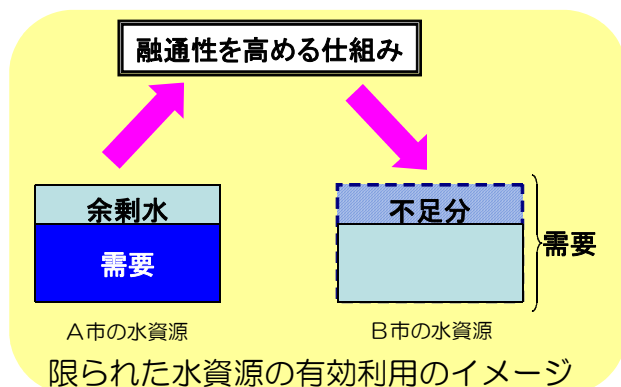 融通性を高める仕組み
余剰水
需要
不足分
需要
A市の水資源
B市の水資源
限られた水資源の有効利用のイメージ